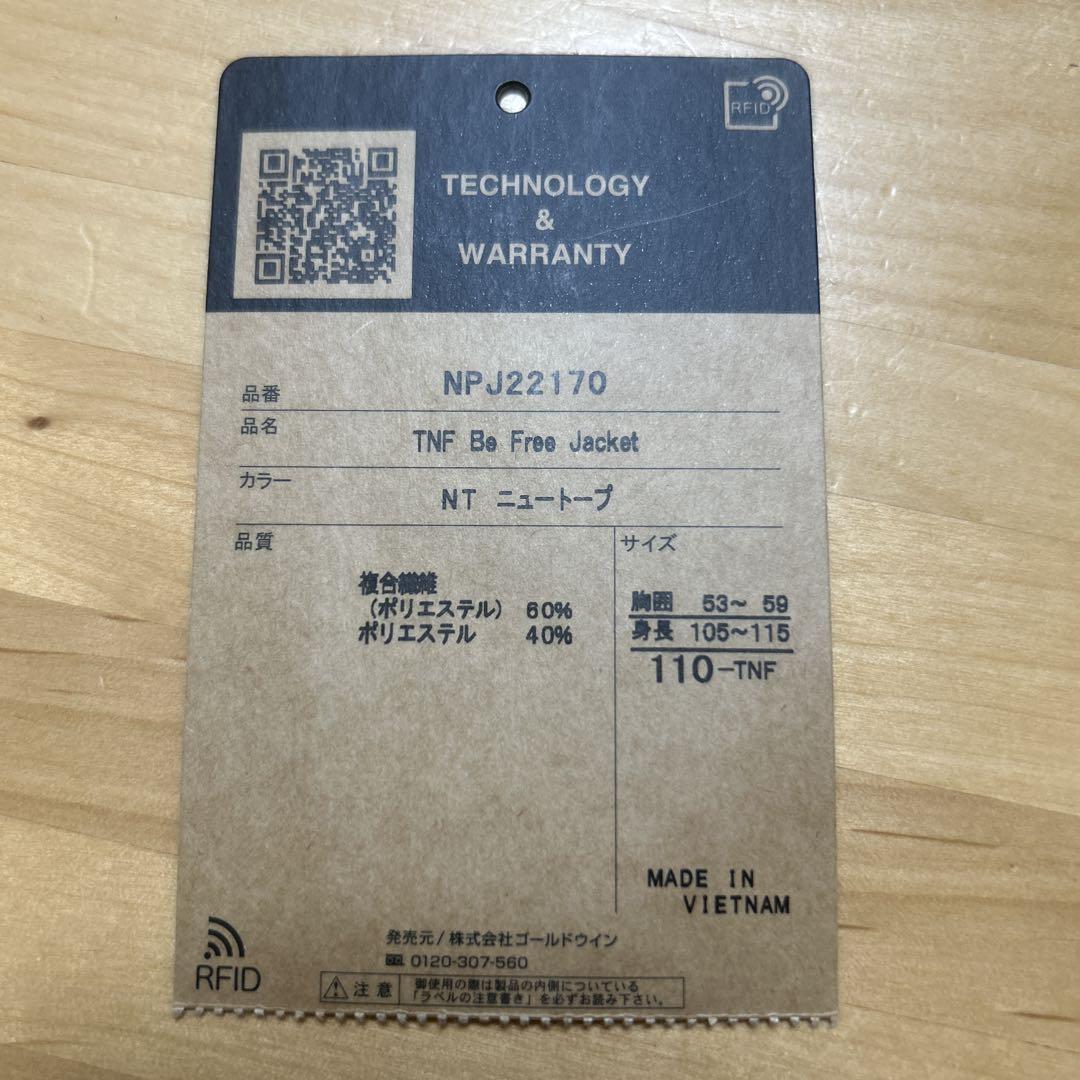 RFID
TECHNOLOGY
&
WARRANTY
品番 NPJ22170
品名 TNF Be Free Jacket
カラー NT ニュートープ
品質
複合繊維
(ポリエステル) 60%
ポリエステル 40%
サイズ
胸囲 53〜 59
身長 105〜115
110-TNF
MADE IN
VIETNAM
RFID
発売元/株式会社ゴールドウイン
0120-307-560
注意
御使用の際は製品の内側についている
「ラベルの注意書き」を必ずお読み下さい。